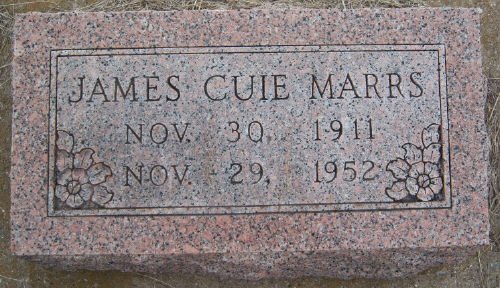 JAMES CUIE MARRS
NOV. 30, 1911
NOV. 29, 1952